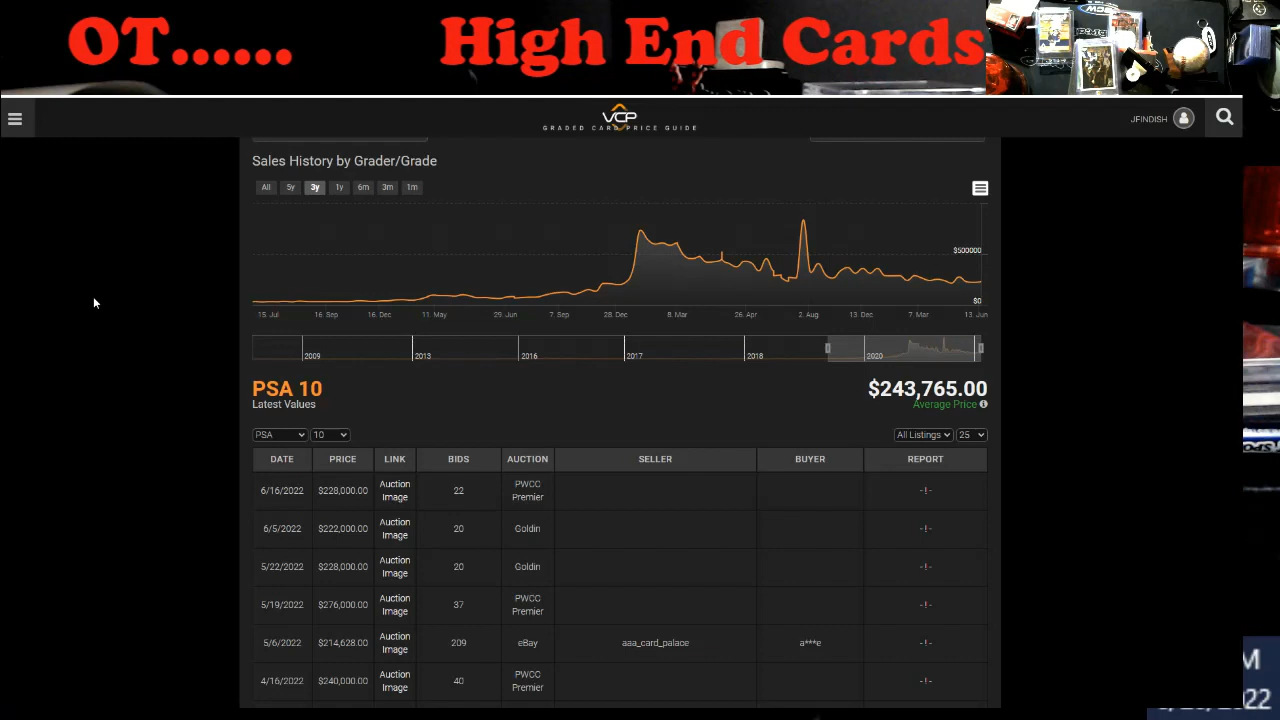 OT...... High End Cards
VCP
GRADED CARD PRICE GUIDE
JFINDISH
Sales History by Grader/Grade
All 5y 3y 1y 6m 3m 1m
$500000
$0
15. Jul 16. Sep 16. Dec 11. May 29. Jun 7. Sep 28. Dec 8. Mar 26. Apr 2. Aug 13. Dec 7. Mar 13. Jun
2009 2013 2016 2017 2018 2020
PSA 10 $243,765.00
Latest Values Average Price
PSA 10 All Listings 25
DATE PRICE LINK BIDS AUCTION SELLER BUYER REPORT
6/16/2022 $228,000.00 Auction Image 22 PWCC Premier -!-
6/5/2022 $222,000.00 Auction Image 20 Goldin -!-
5/22/2022 $228,000.00 Auction Image 20 Goldin -!-
5/19/2022 $276,000.00 Auction Image 37 PWCC Premier -!-
5/6/2022 $214,628.00 Auction Image 209 eBay aaa_card_palace a***e -!-
4/16/2022 $240,000.00 Auction Image 40 PWCC Premier -!-
M
2022